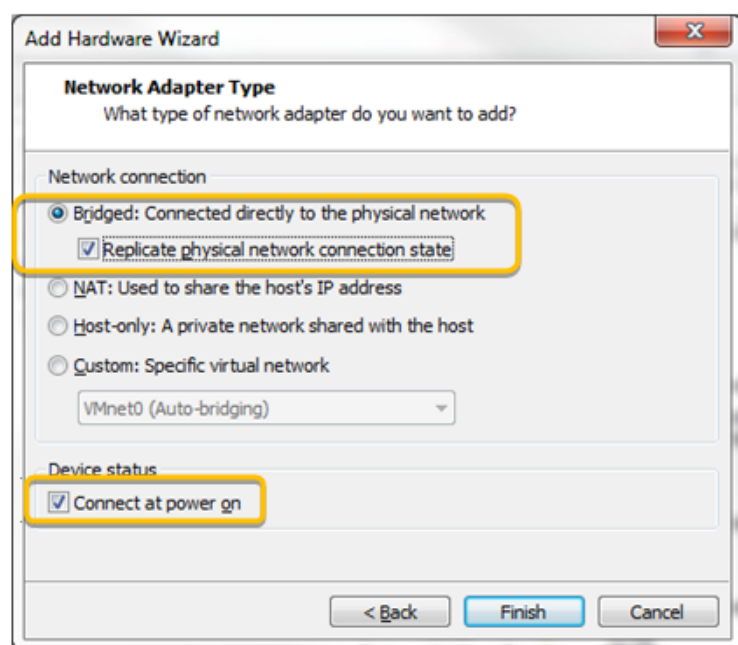 Add Hardware Wizard
Network Adapter Type
What type of network adapter do you want to add?
Network connection
Bridged: Connected directly to the physical network
Replicate physical network connection state
NAT: Used to share the host's IP address
Host-only: A private network shared with the host
Custom: Specific virtual network
VMnet0 (Auto-bridging)
Device status
Connect at power on
< Back
Finish
Cancel